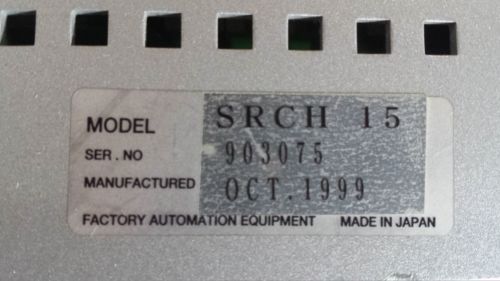 MODEL SRCH 15
SER. NO 903075
MANUFACTURED OCT. 1999
FACTORY AUTOMATION EQUIPMENT MADE IN JAPAN